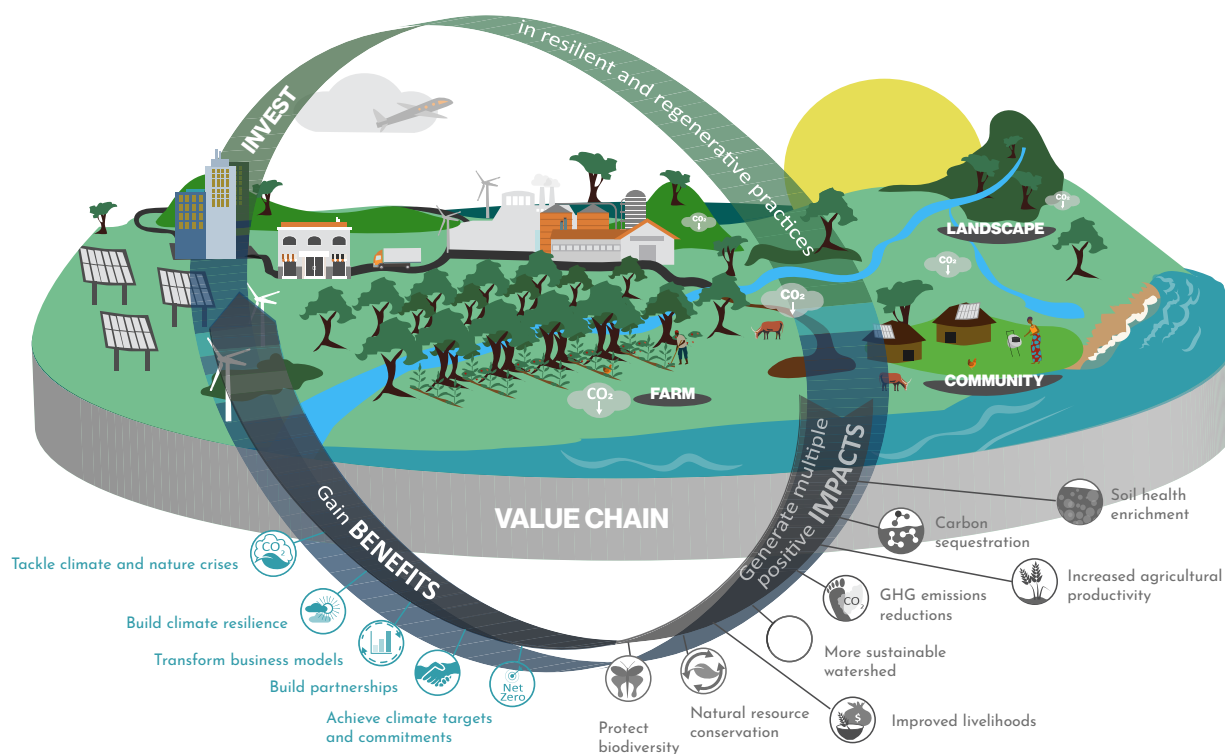 INVEST
in resilient and regenerative practices
CO₂
CO₂
LANDSCAPE
CO₂
CO₂
CO₂
FARM
COMMUNITY
Generate multiple
positive IMPACTS
Gain BENEFITS
VALUE CHAIN
Soil health
enrichment
Carbon
sequestration
Increased agricultural
productivity
CO₂
GHG emissions
reductions
More sustainable
watershed
$
Improved livelihoods
Natural resource
conservation
Protect
biodiversity
CO₂
Tackle climate and nature crises
Build climate resilience
Transform business models
Build partnerships
Net
Zero
Achieve climate targets
and commitments